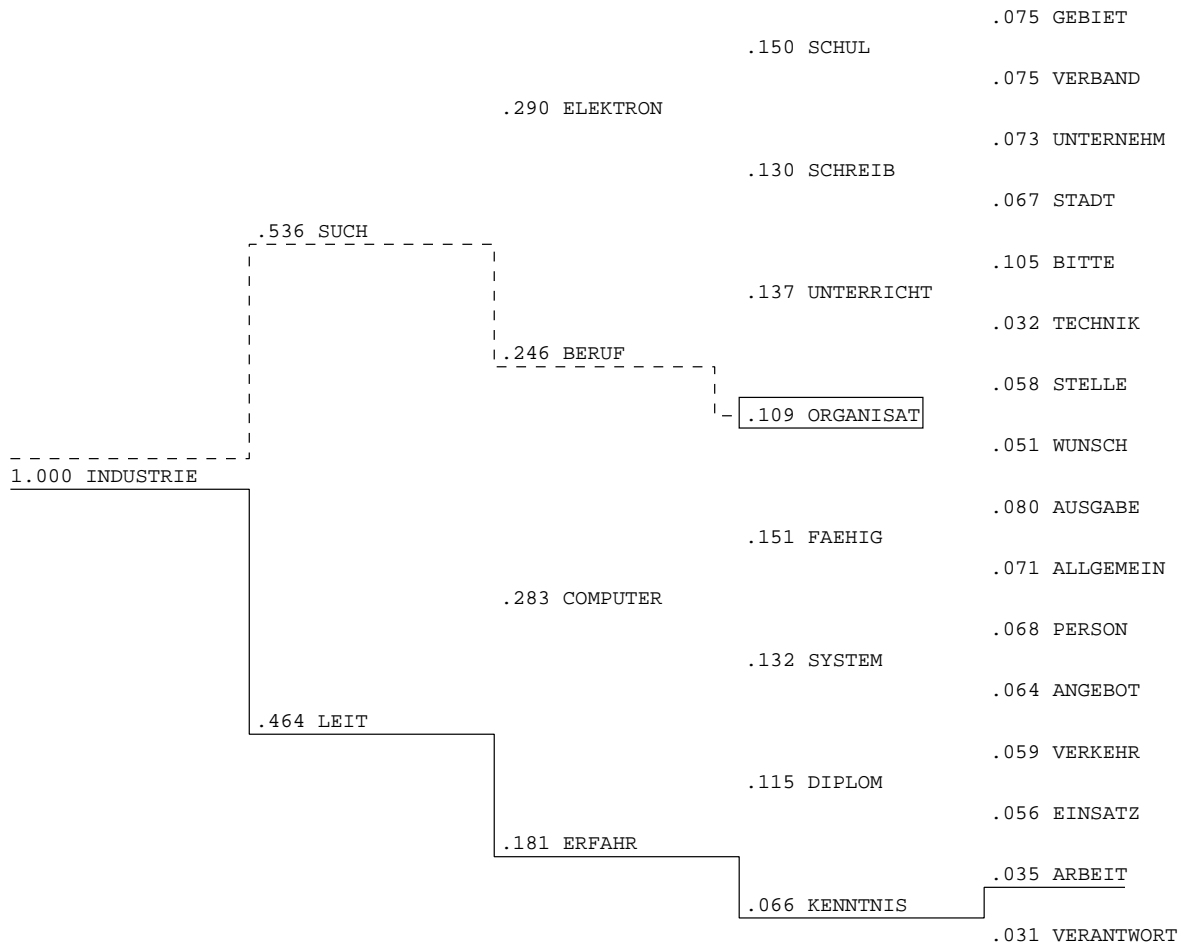 .075 GEBIET
.150 SCHUL
.075 VERBAND
.290 ELEKTRON
.073 UNTERNEHM
.130 SCHREIB
.067 STADT
.536 SUCH
.105 BITTE
.137 UNTERRICHT
.032 TECHNIK
.246 BERUF
.058 STELLE
.109 ORGANISAT
.051 WUNSCH
1.000 INDUSTRIE
.080 AUSGABE
.151 FAEHIG
.071 ALLGEMEIN
.283 COMPUTER
.068 PERSON
.132 SYSTEM
.064 ANGEBOT
.464 LEIT
.059 VERKEHR
.115 DIPLOM
.056 EINSATZ
.181 ERFAHR
.035 ARBEIT
.066 KENNTNIS
.031 VERANTWORT